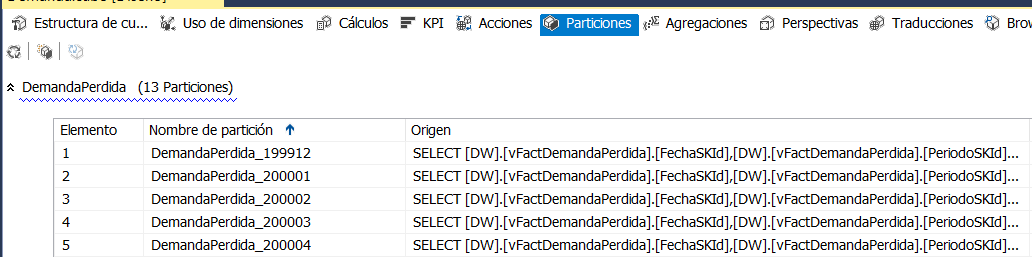 Estructura de cu... Uso de dimensiones Cálculos KPI Acciones Particiones Agregaciones Perspectivas Traducciones Brow
DemandaPerdida (13 Particiones)
Elemento Nombre de partición Origen
1 DemandaPerdida_199912 SELECT [DW].[vFactDemandaPerdida].[FechaSKId],[DW].[vFactDemandaPerdida].[PeriodoSKId]...
2 DemandaPerdida_200001 SELECT [DW].[vFactDemandaPerdida].[FechaSKId],[DW].[vFactDemandaPerdida].[PeriodoSKId]...
3 DemandaPerdida_200002 SELECT [DW].[vFactDemandaPerdida].[FechaSKId],[DW].[vFactDemandaPerdida].[PeriodoSKId]...
4 DemandaPerdida_200003 SELECT [DW].[vFactDemandaPerdida].[FechaSKId],[DW].[vFactDemandaPerdida].[PeriodoSKId]...
5 DemandaPerdida_200004 SELECT [DW].[vFactDemandaPerdida].[FechaSKId],[DW].[vFactDemandaPerdida].[PeriodoSKId]...